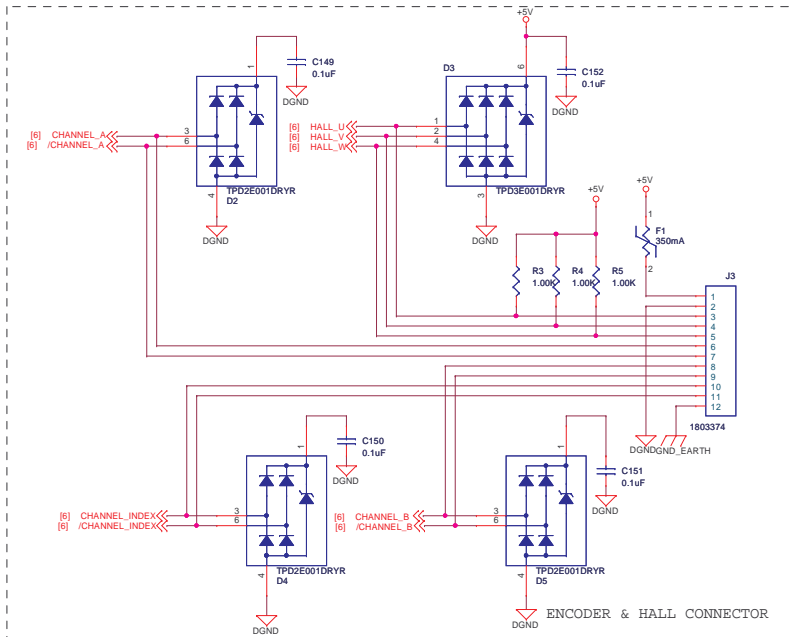 +5V
1
C149
0.1uF
DGND
D3
6
C152
0.1uF
DGND
[6] CHANNEL_A
[6] /CHANNEL_A
3
6
[6] HALL_U
[6] HALL_V
[6] HALL_W
1
2
4
4
TPD2E001DRYR
D2
3
TPD3E001DRYR
DGND
DGND
+5V
+5V
1
F1
350mA
2
R3
1.00K
R4
1.00K
R5
1.00K
J3
1
2
3
4
5
6
7
8
9
10
11
12
1803374
DGND
GND_EARTH
1
C150
0.1uF
DGND
1
C151
0.1uF
DGND
[6] CHANNEL_INDEX
[6] /CHANNEL_INDEX
3
6
[6] CHANNEL_B
[6] /CHANNEL_B
3
6
4
TPD2E001DRYR
D4
4
TPD2E001DRYR
D5
DGND
DGND
ENCODER & HALL CONNECTOR